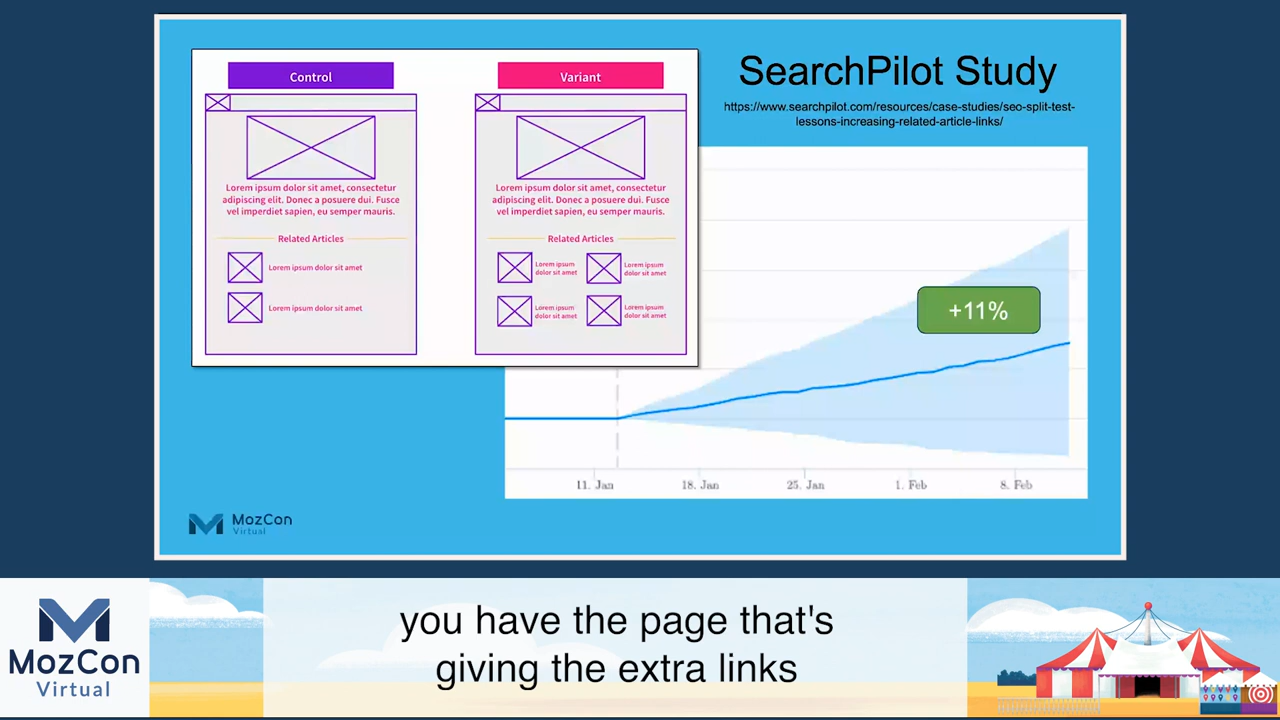 Control
Lorem ipsum dolor sit amet, consectetur
adipiscing elit. Donec a posuere dui. Fusce
vel imperdiet sapien, eu semper mauris.
Related Articles
Lorem ipsum dolor sit amet
Lorem ipsum dolor sit amet
Variant
Lorem ipsum dolor sit amet, consectetur
adipiscing elit. Donec a posuere dui. Fusce
vel imperdiet sapien, eu semper mauris.
Related Articles
Lorem ipsum
dolor sit amet
Lorem ipsum
dolor sit amet
Lorem ipsum
dolor sit amet
Lorem ipsum
dolor sit amet
SearchPilot Study
https://www.searchpilot.com/resources/case-studies/seo-split-test-
lessons-increasing-related-article-links/
+11%
11. Jan 18. Jan 25. Jan 1. Feb 8. Feb
MozCon
Virtual
MozCon
Virtual
you have the page that's
giving the extra links